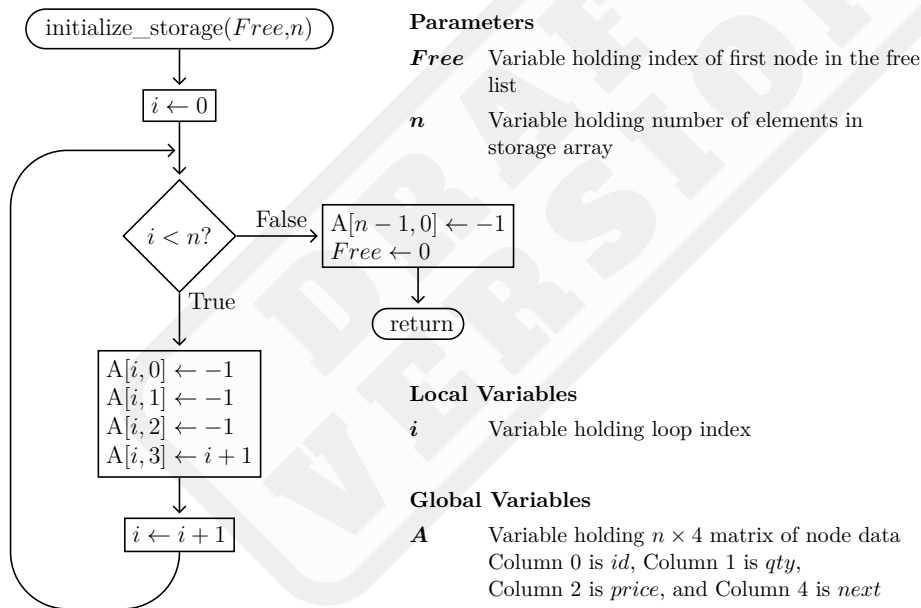 initialize_storage(Free,n)
i ← 0
i < n?
False
True
A[n − 1, 0] ← −1
Free ← 0
return
A[i, 0] ← −1
A[i, 1] ← −1
A[i, 2] ← −1
A[i, 3] ← i + 1
i ← i + 1
Parameters
Free Variable holding index of first node in the free
list
n Variable holding number of elements in
storage array
Local Variables
i Variable holding loop index
Global Variables
A Variable holding n × 4 matrix of node data
Column 0 is id, Column 1 is qty,
Column 2 is price, and Column 4 is next
DRAFT
VERSION